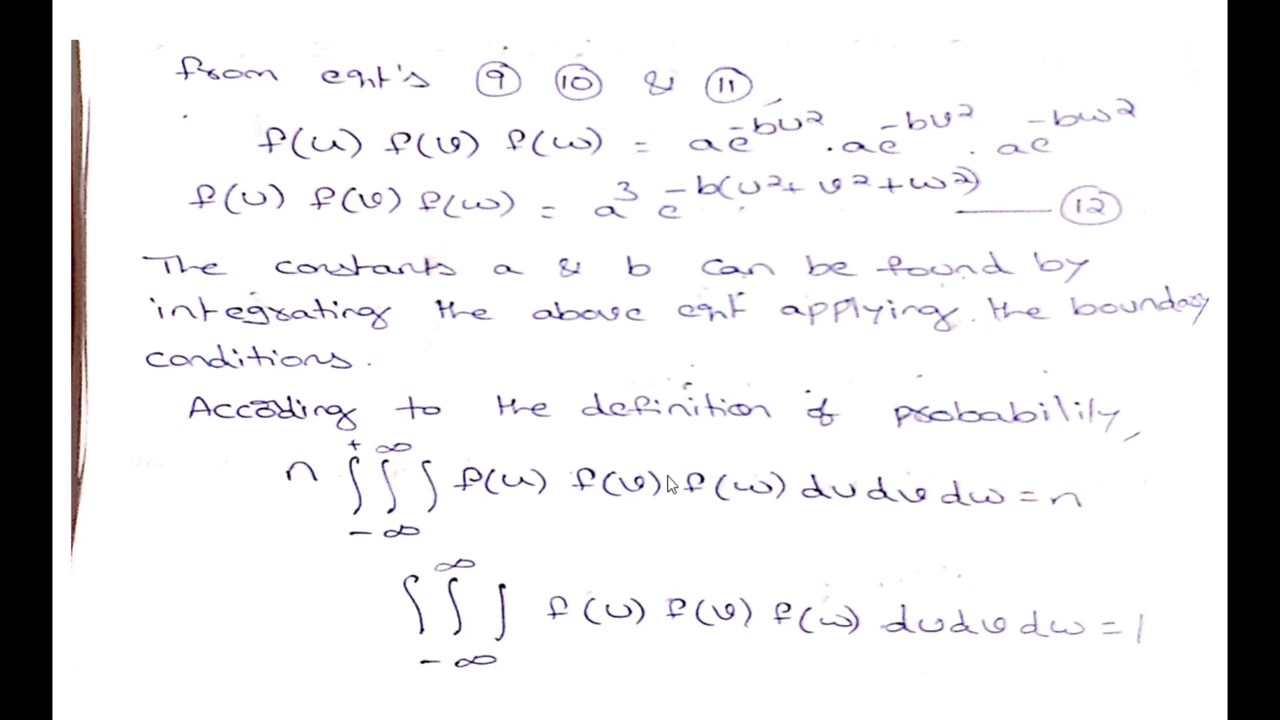 from eqnt's ⑨ ⑩ & ⑪
f(u) f(v) f(w) = ae^-bu² . ae^-bv² . ae^-bw²
f(u) f(v) f(w) = a³ e^-b(u²+v²+w²) —— ⑫
The constants a & b can be found by
integrating the above eqnt applying the boundary
conditions.
According to the definition of probability,
n ∫∫∫ f(u) f(v) f(w) du dv dw = n
+∞
-∞
∫∫∫ f(u) f(v) f(w) du dv dw = 1
∞
-∞